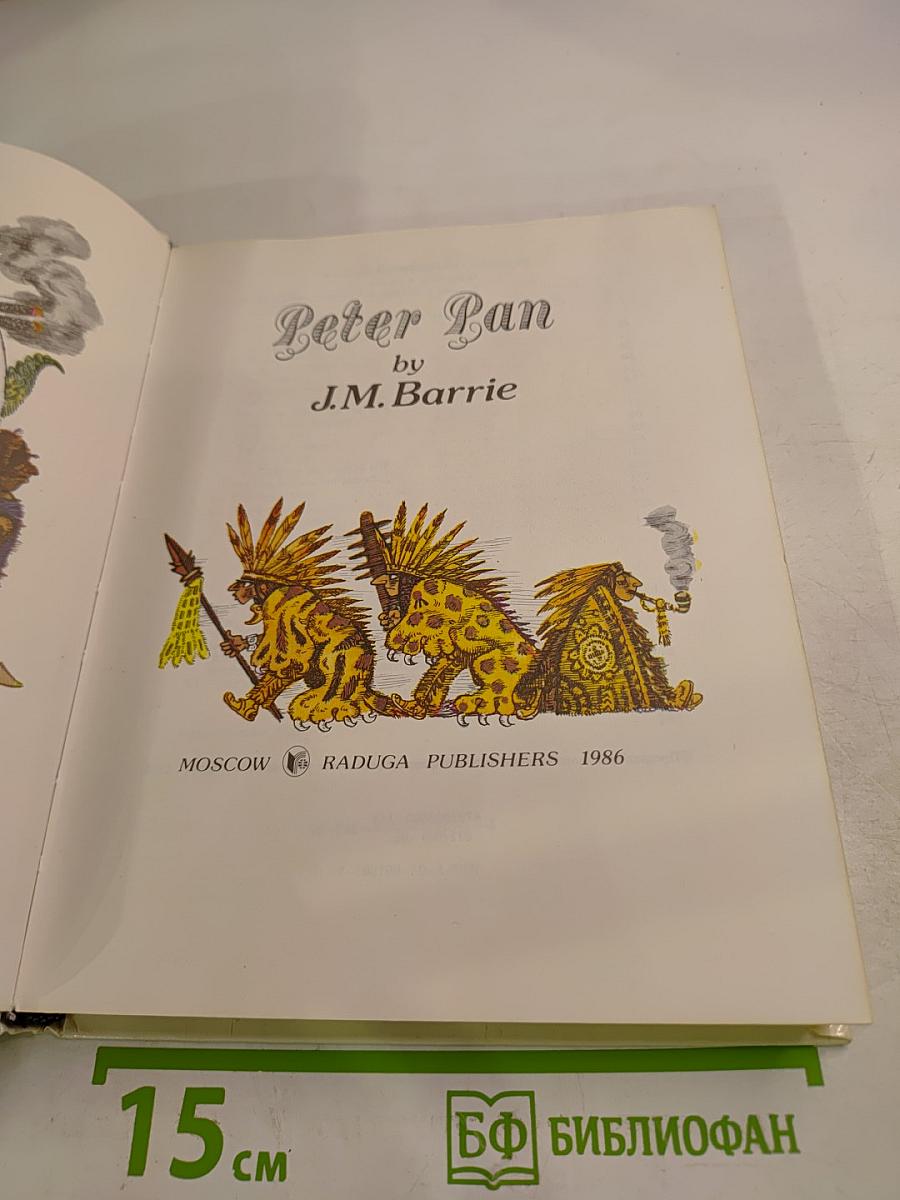 Peter Pan
by
J.M. Barrie
MOSCOW RADUGA PUBLISHERS 1986
15 см
БФ БИБЛИОФАН